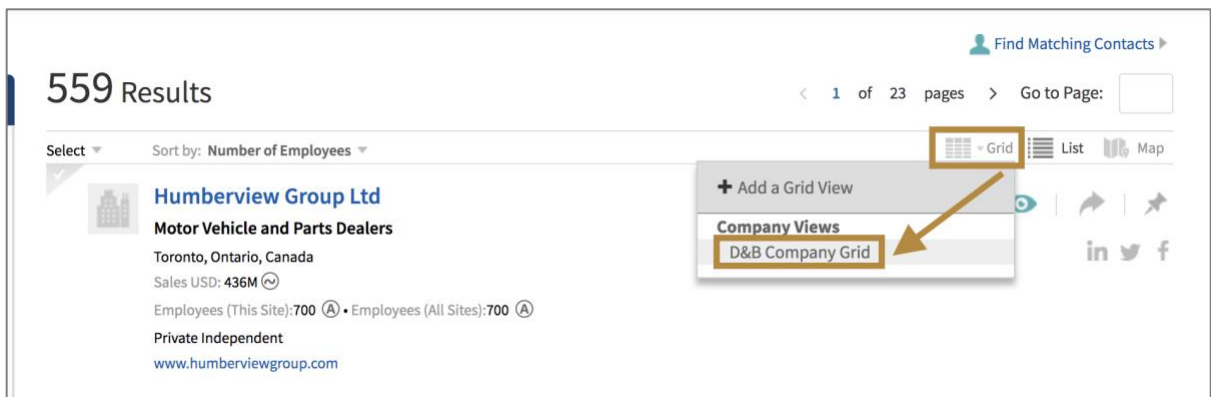 Find Matching Contacts
559 Results
< 1 of 23 pages > Go to Page:
Select Sort by: Number of Employees Grid List Map
+ Add a Grid View
Company Views
D&B Company Grid
Humberview Group Ltd
Motor Vehicle and Parts Dealers
Toronto, Ontario, Canada
Sales USD: 436M
Employees (This Site):700 A • Employees (All Sites):700 A
Private Independent
www.humberviewgroup.com
in f